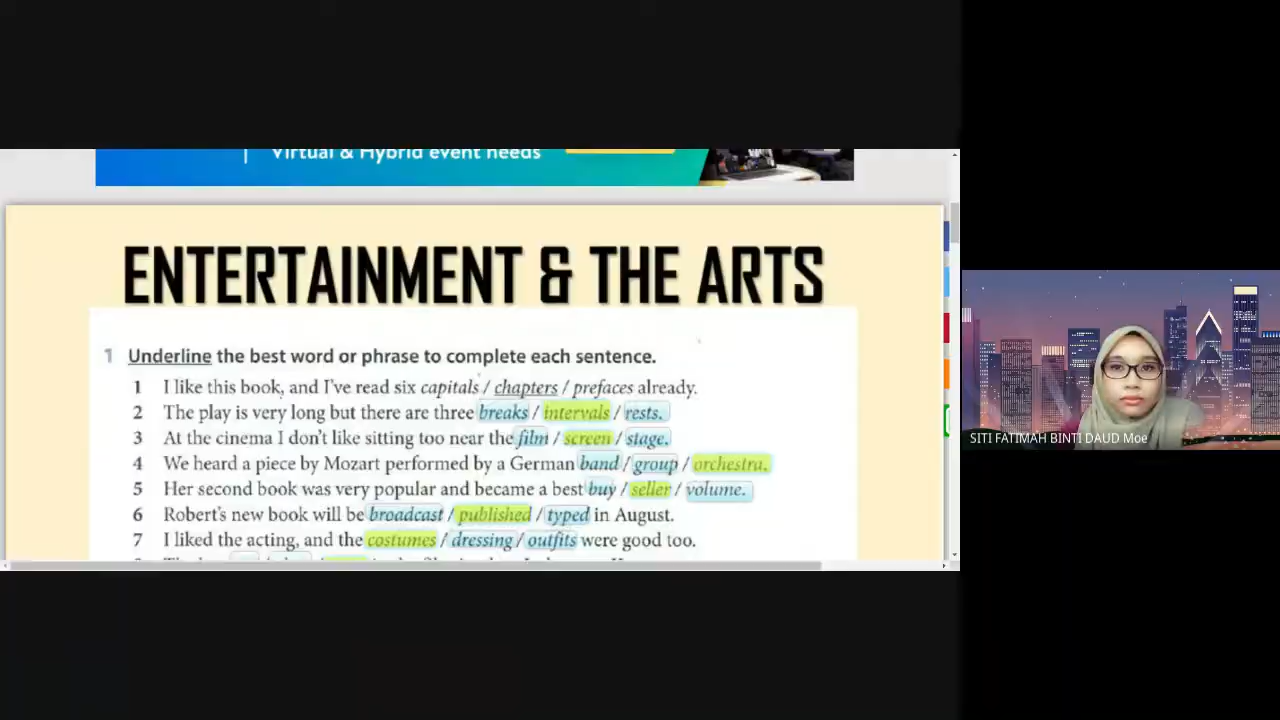 Virtual & Hybrid event needs
ENTERTAINMENT & THE ARTS
1 Underline the best word or phrase to complete each sentence.
1 I like this book, and I've read six capitals / chapters / prefaces already.
2 The play is very long but there are three breaks / intervals / rests.
3 At the cinema I don't like sitting too near the film / screen / stage.
4 We heard a piece by Mozart performed by a German band / group / orchestra.
5 Her second book was very popular and became a best buy / seller / volume.
6 Robert's new book will be broadcast / published / typed in August.
7 I liked the acting, and the costumes / dressing / outfits were good too.
SITI FATIMAH BINTI DAUD Moe